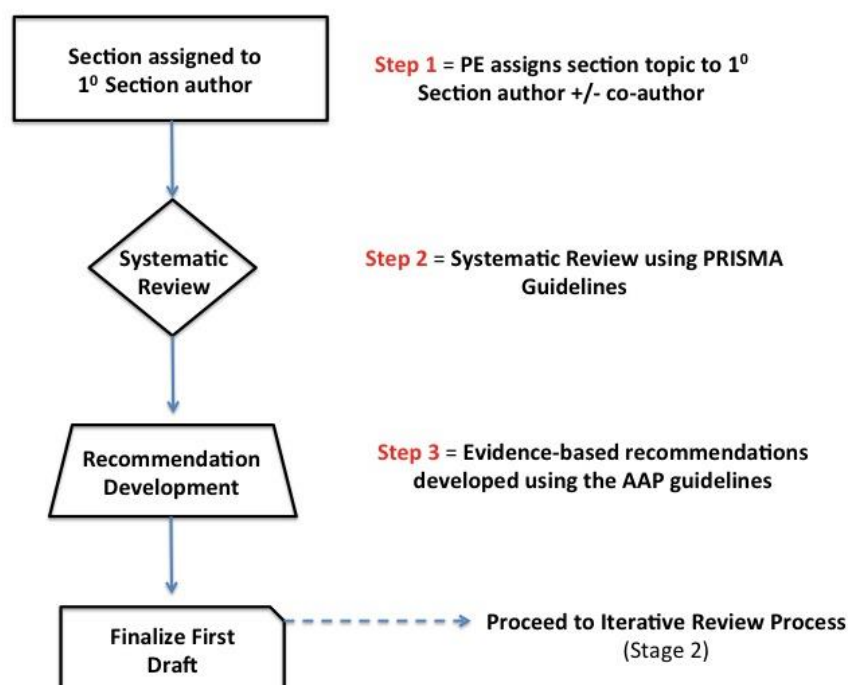 Section assigned to
1⁰ Section author
Step 1 = PE assigns section topic to 1⁰
Section author +/- co-author
Systematic
Review
Step 2 = Systematic Review using PRISMA
Guidelines
Recommendation
Development
Step 3 = Evidence-based recommendations
developed using the AAP guidelines
Finalize First
Draft
Proceed to Iterative Review Process
(Stage 2)